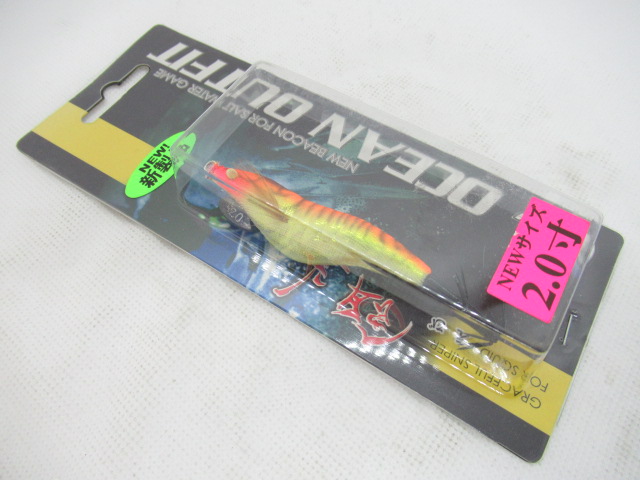 OCEAN OUTFIT
NEW BEACON FOR SALT WATER GAME
NEW!
新製
NEWサイズ
2.0寸
GRACEFUL SNIPER
FOR SQUID